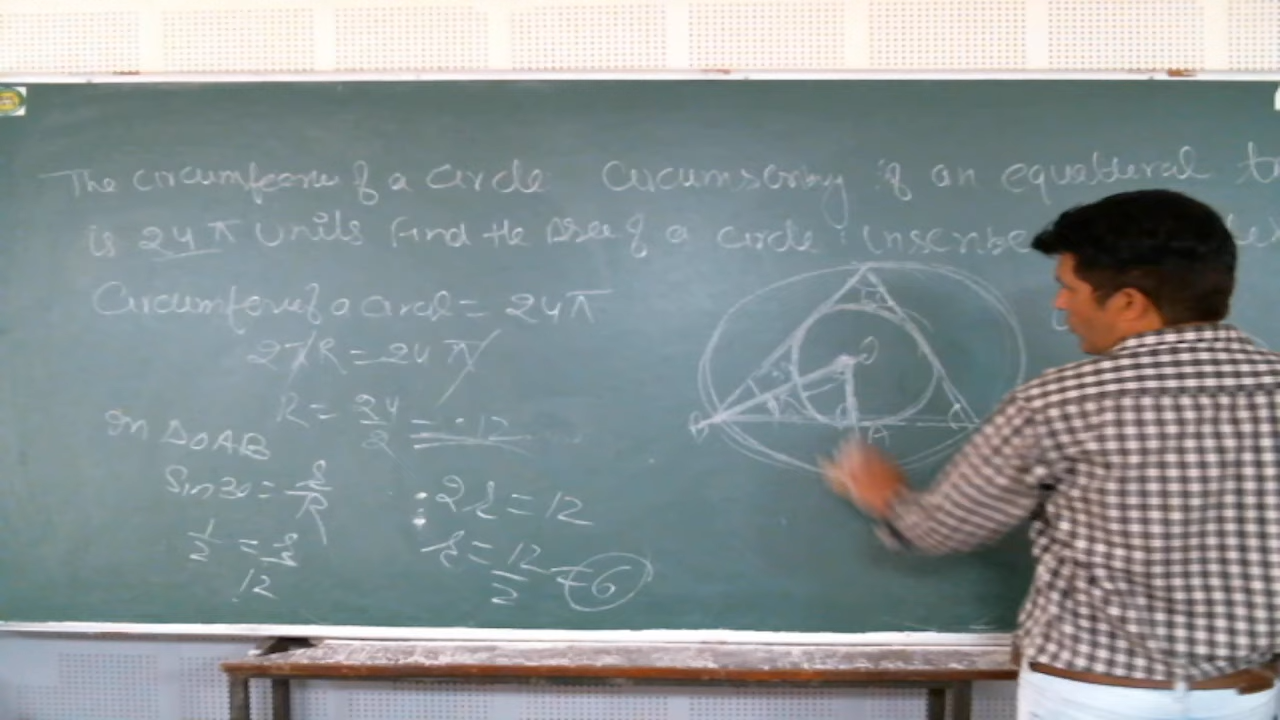 The circumference of a circle circumscribing of an equilateral
is 24π units find the area of a circle inscribe
Circumference of a circle = 24π
2πR = 24π
R = 24/2 = 12
In ΔOAB
Sin30 = r/R
1/2 = r/12
2r = 12
r = 12/2 = 6
O
B
A
C